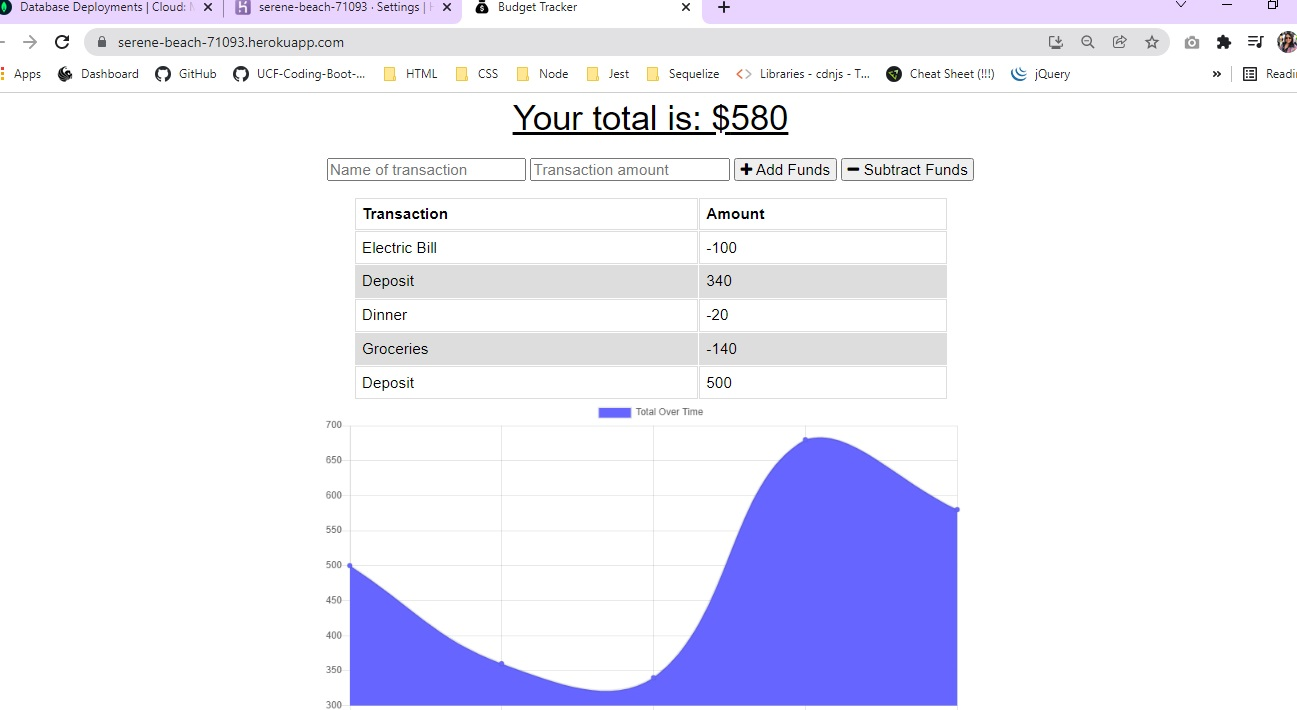 Database Deployments | Cloud:
serene-beach-71093 · Settings |
Budget Tracker
serene-beach-71093.herokuapp.com
Apps Dashboard GitHub UCF-Coding-Boot-... HTML CSS Node Jest Sequelize Libraries - cdnjs - T... Cheat Sheet (!!!) jQuery » Readi
Your total is: $580
Name of transaction Transaction amount Add Funds Subtract Funds
Transaction Amount
Electric Bill -100
Deposit 340
Dinner -20
Groceries -140
Deposit 500
Total Over Time
700
650
600
550
500
450
400
350
300